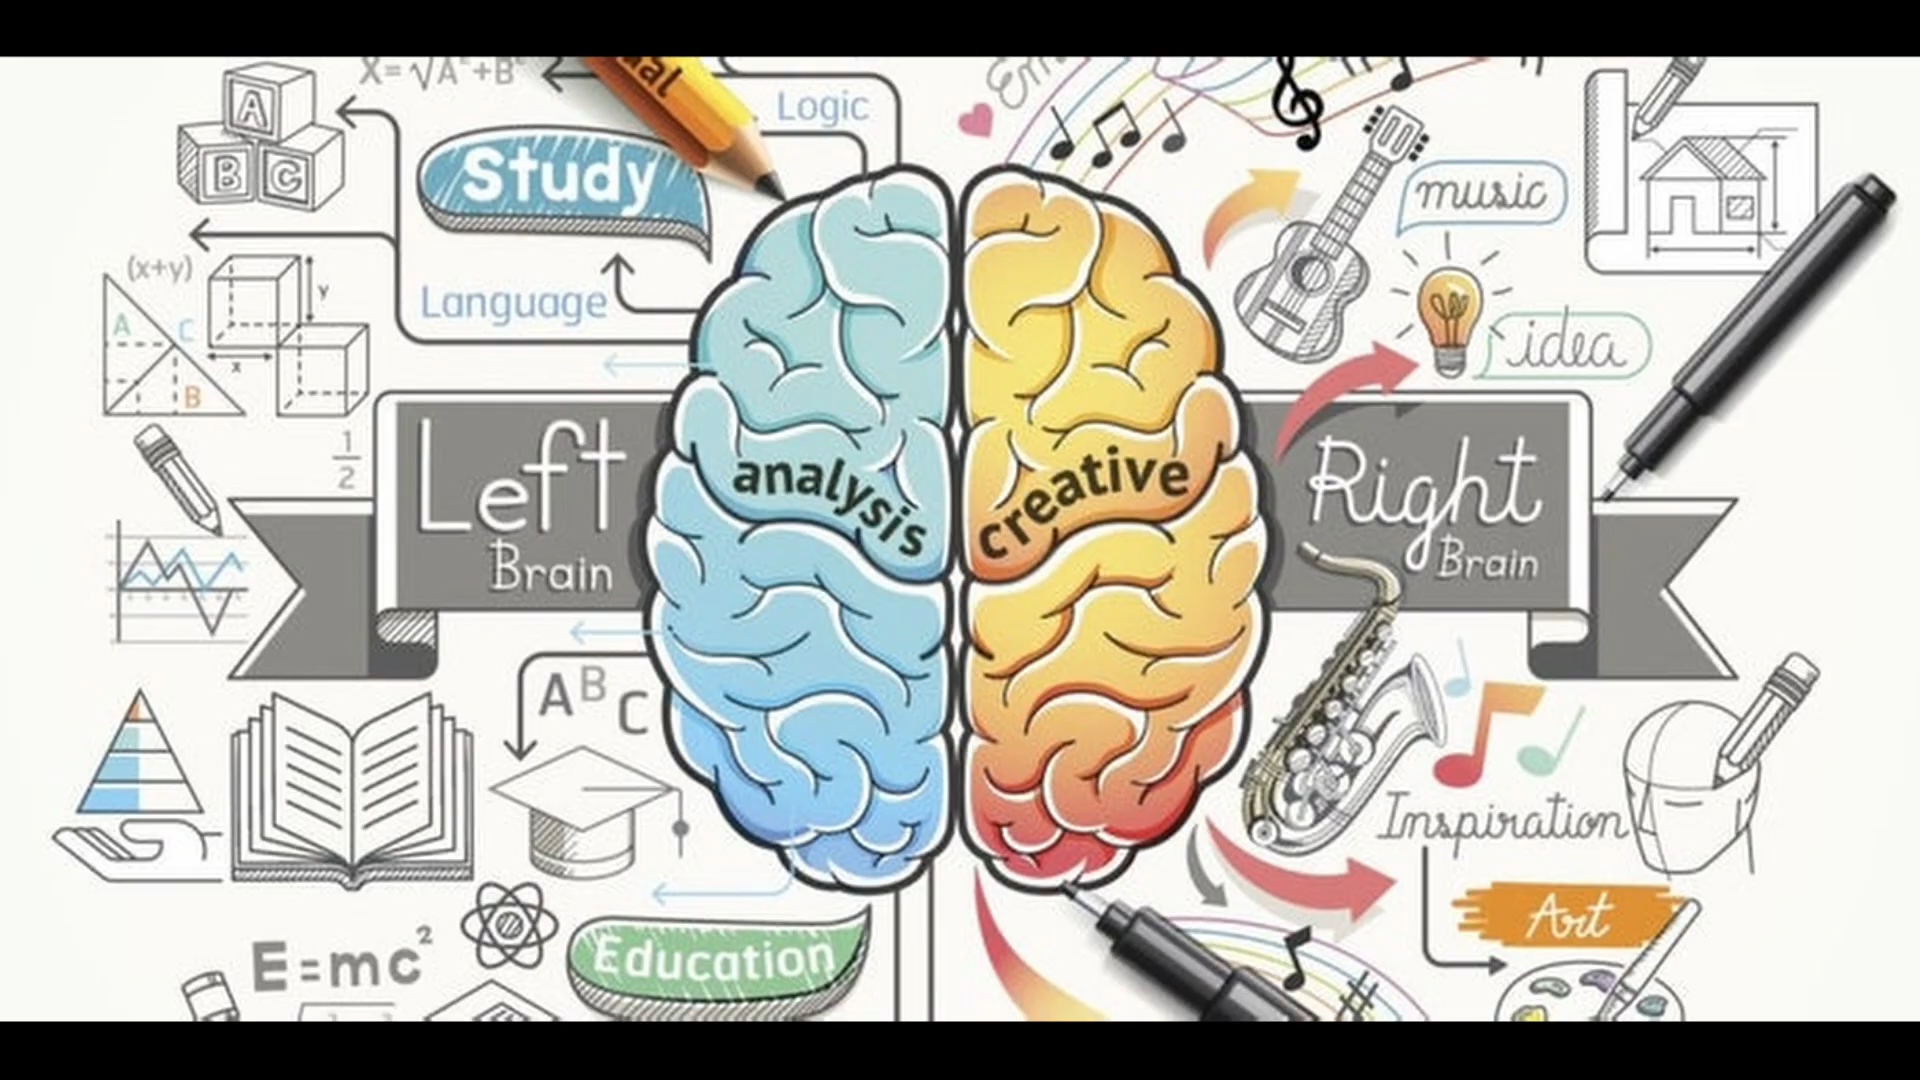 X=√A²+B²
ual
Logic
A
B C
Study
music
(x+y)
y
Language
idea
A C
x
B
1
2
Left
Brain
analysis
creative
Right
Brain
A B C
Inspiration
Art
Education
E=mc²